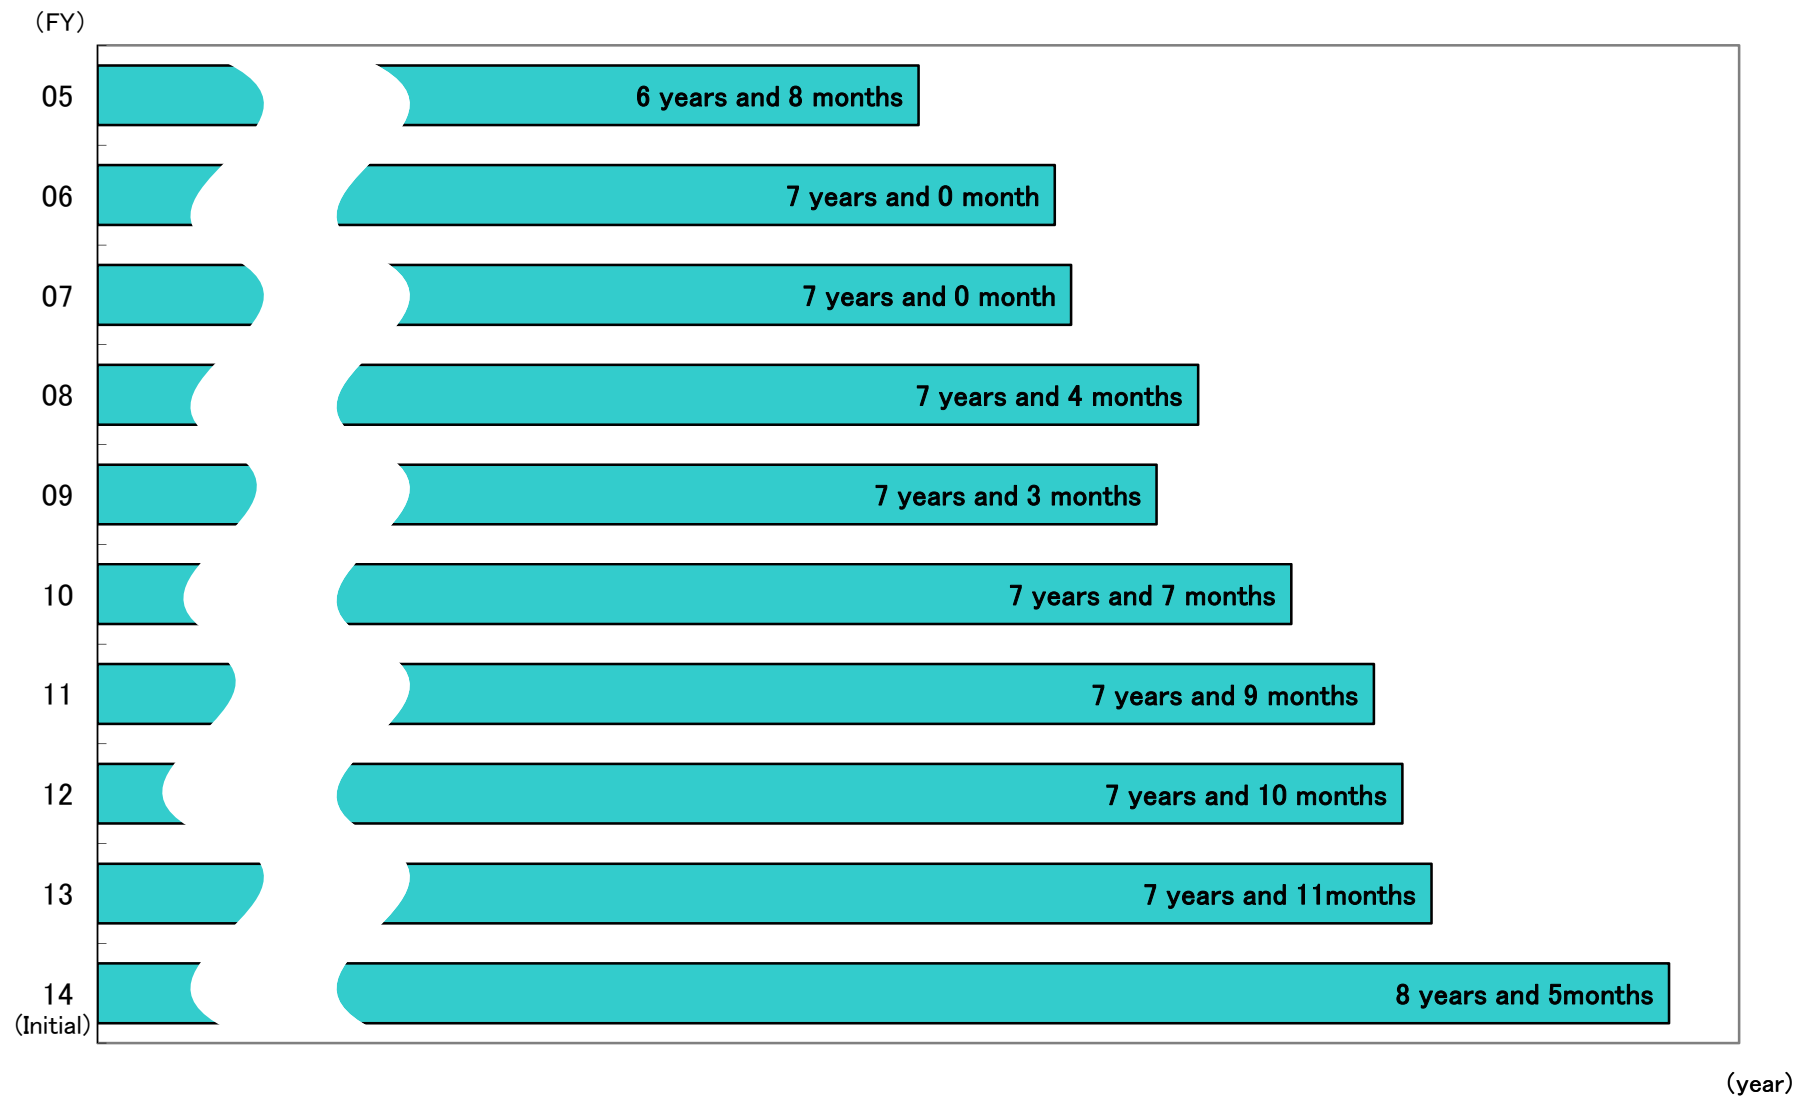 (FY)
05 6 years and 8 months
06 7 years and 0 month
07 7 years and 0 month
08 7 years and 4 months
09 7 years and 3 months
10 7 years and 7 months
11 7 years and 9 months
12 7 years and 10 months
13 7 years and 11months
14 8 years and 5months
(Initial)
(year)